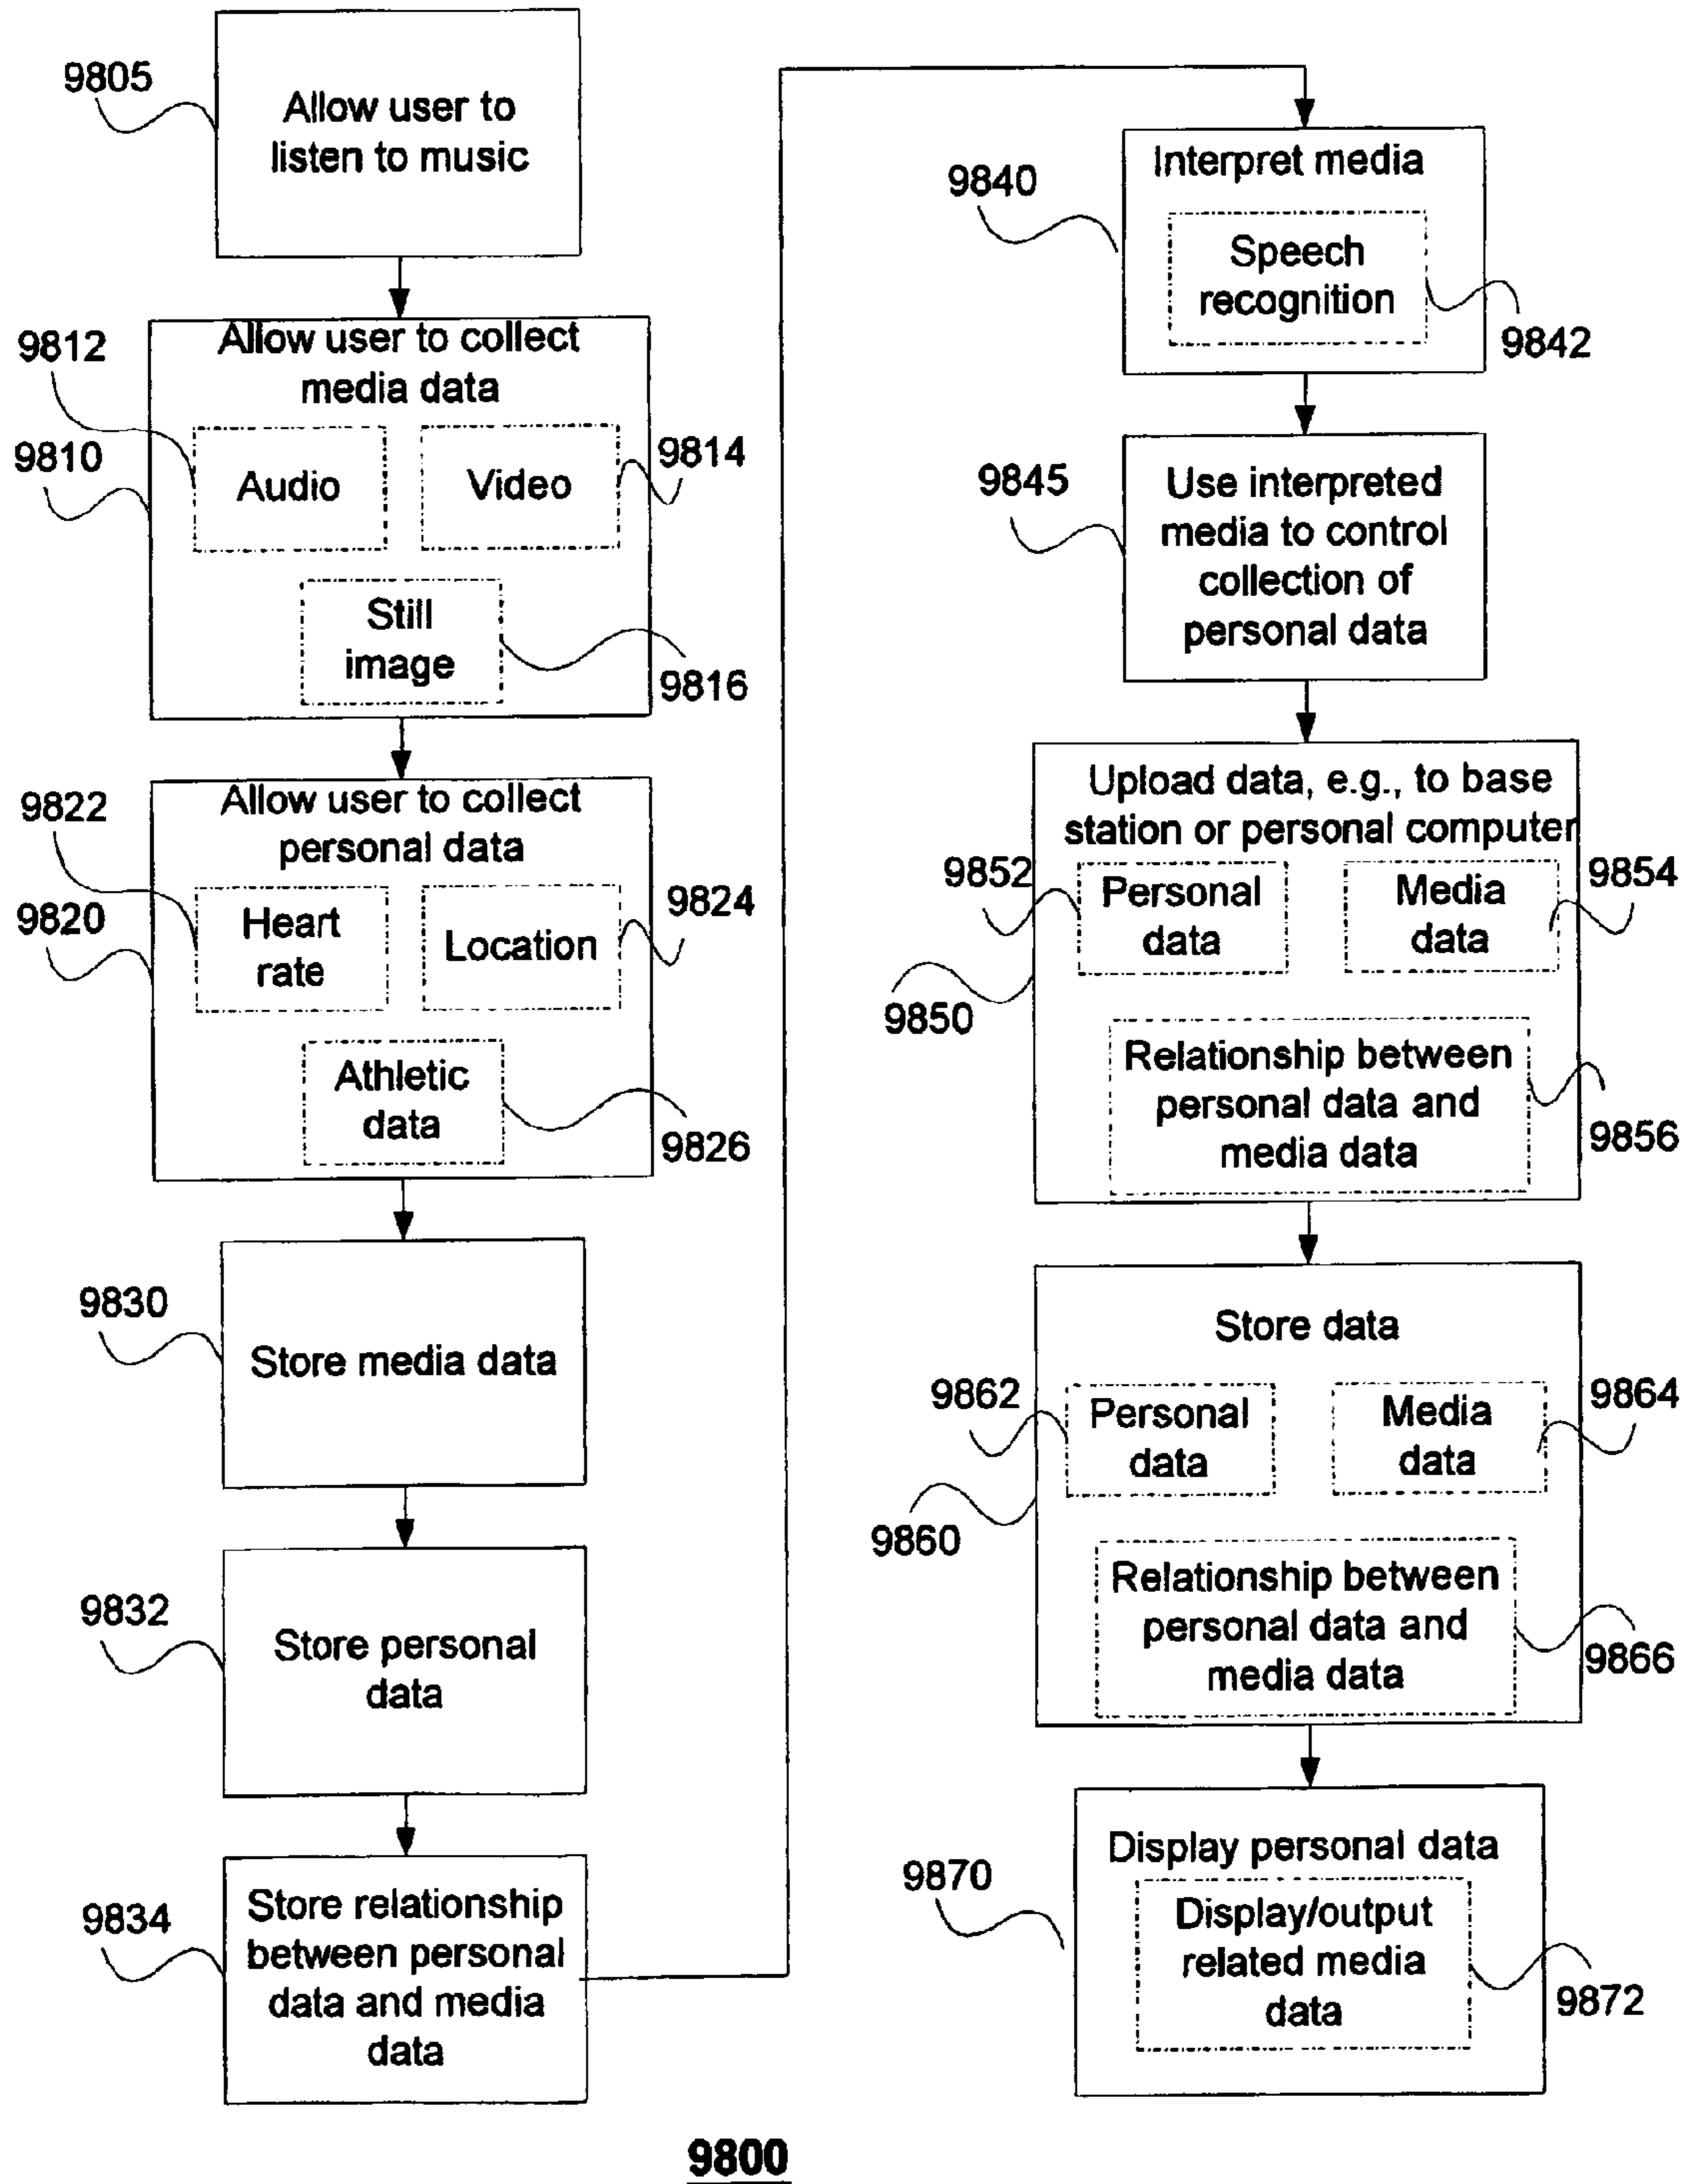 9805
Allow user to
listen to music
Allow user to collect
media data
9812
9810
Audio
Video
9814
Still
image
9816
Allow user to collect
personal data
9822
9820
Heart
rate
Location
9824
Athletic
data
9826
9830
Store media data
9832
Store personal
data
9834
Store relationship
between personal
data and media
data
Interpret media
9840
Speech
recognition
9842
9845
Use interpreted
media to control
collection of
personal data
Upload data, e.g., to base
station or personal computer
9852
Personal
data
Media
data
9854
9850
Relationship between
personal data and
media data
9856
Store data
9862
Personal
data
Media
data
9864
9860
Relationship between
personal data and
media data
9866
Display personal data
9870
Display/output
related media
data
9872
9800